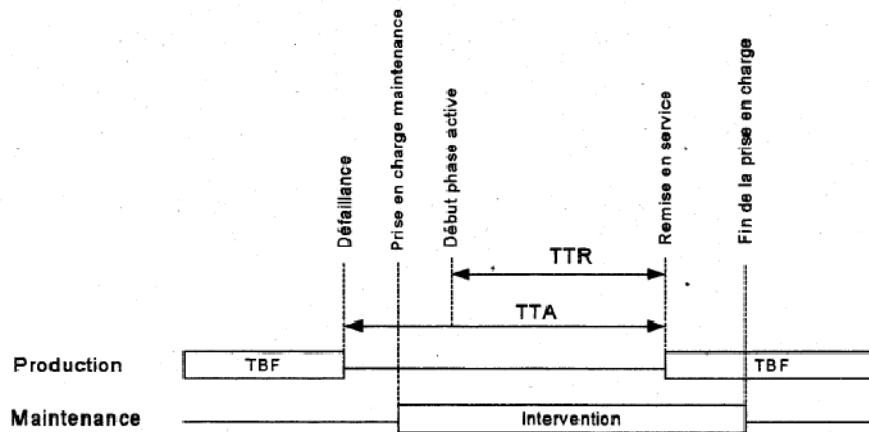 Défaillance
Prise en charge maintenance
Début phase active
Remise en service
Fin de la prise en charge
TTR
TTA
Production
TBF
TBF
Maintenance
Intervention